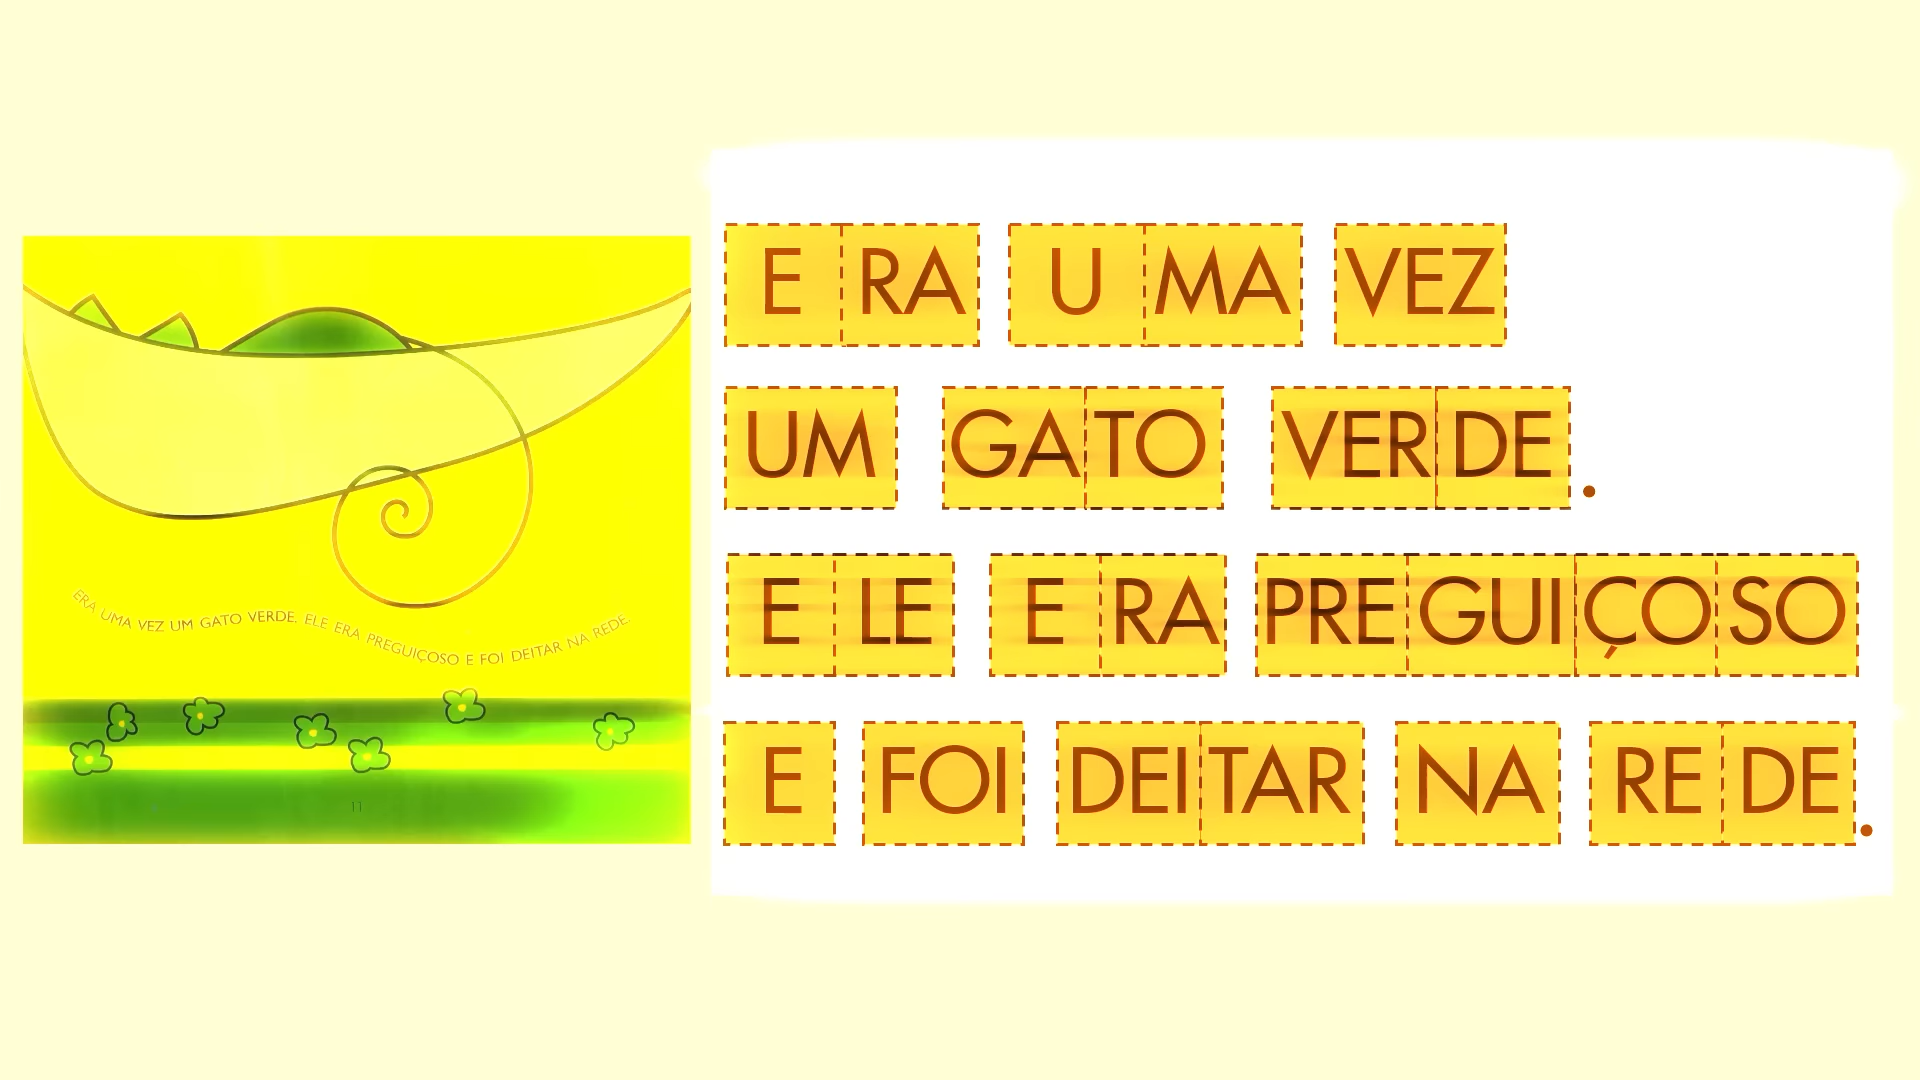 ERA UMA VEZ UM GATO VERDE. ELE ERA PREGUIÇOSO E FOI DEITAR NA REDE.
11
E RA U MA VEZ
UM GA TO VER DE.
E LE E RA PRE GUI ÇO SO
E FOI DEI TAR NA RE DE.